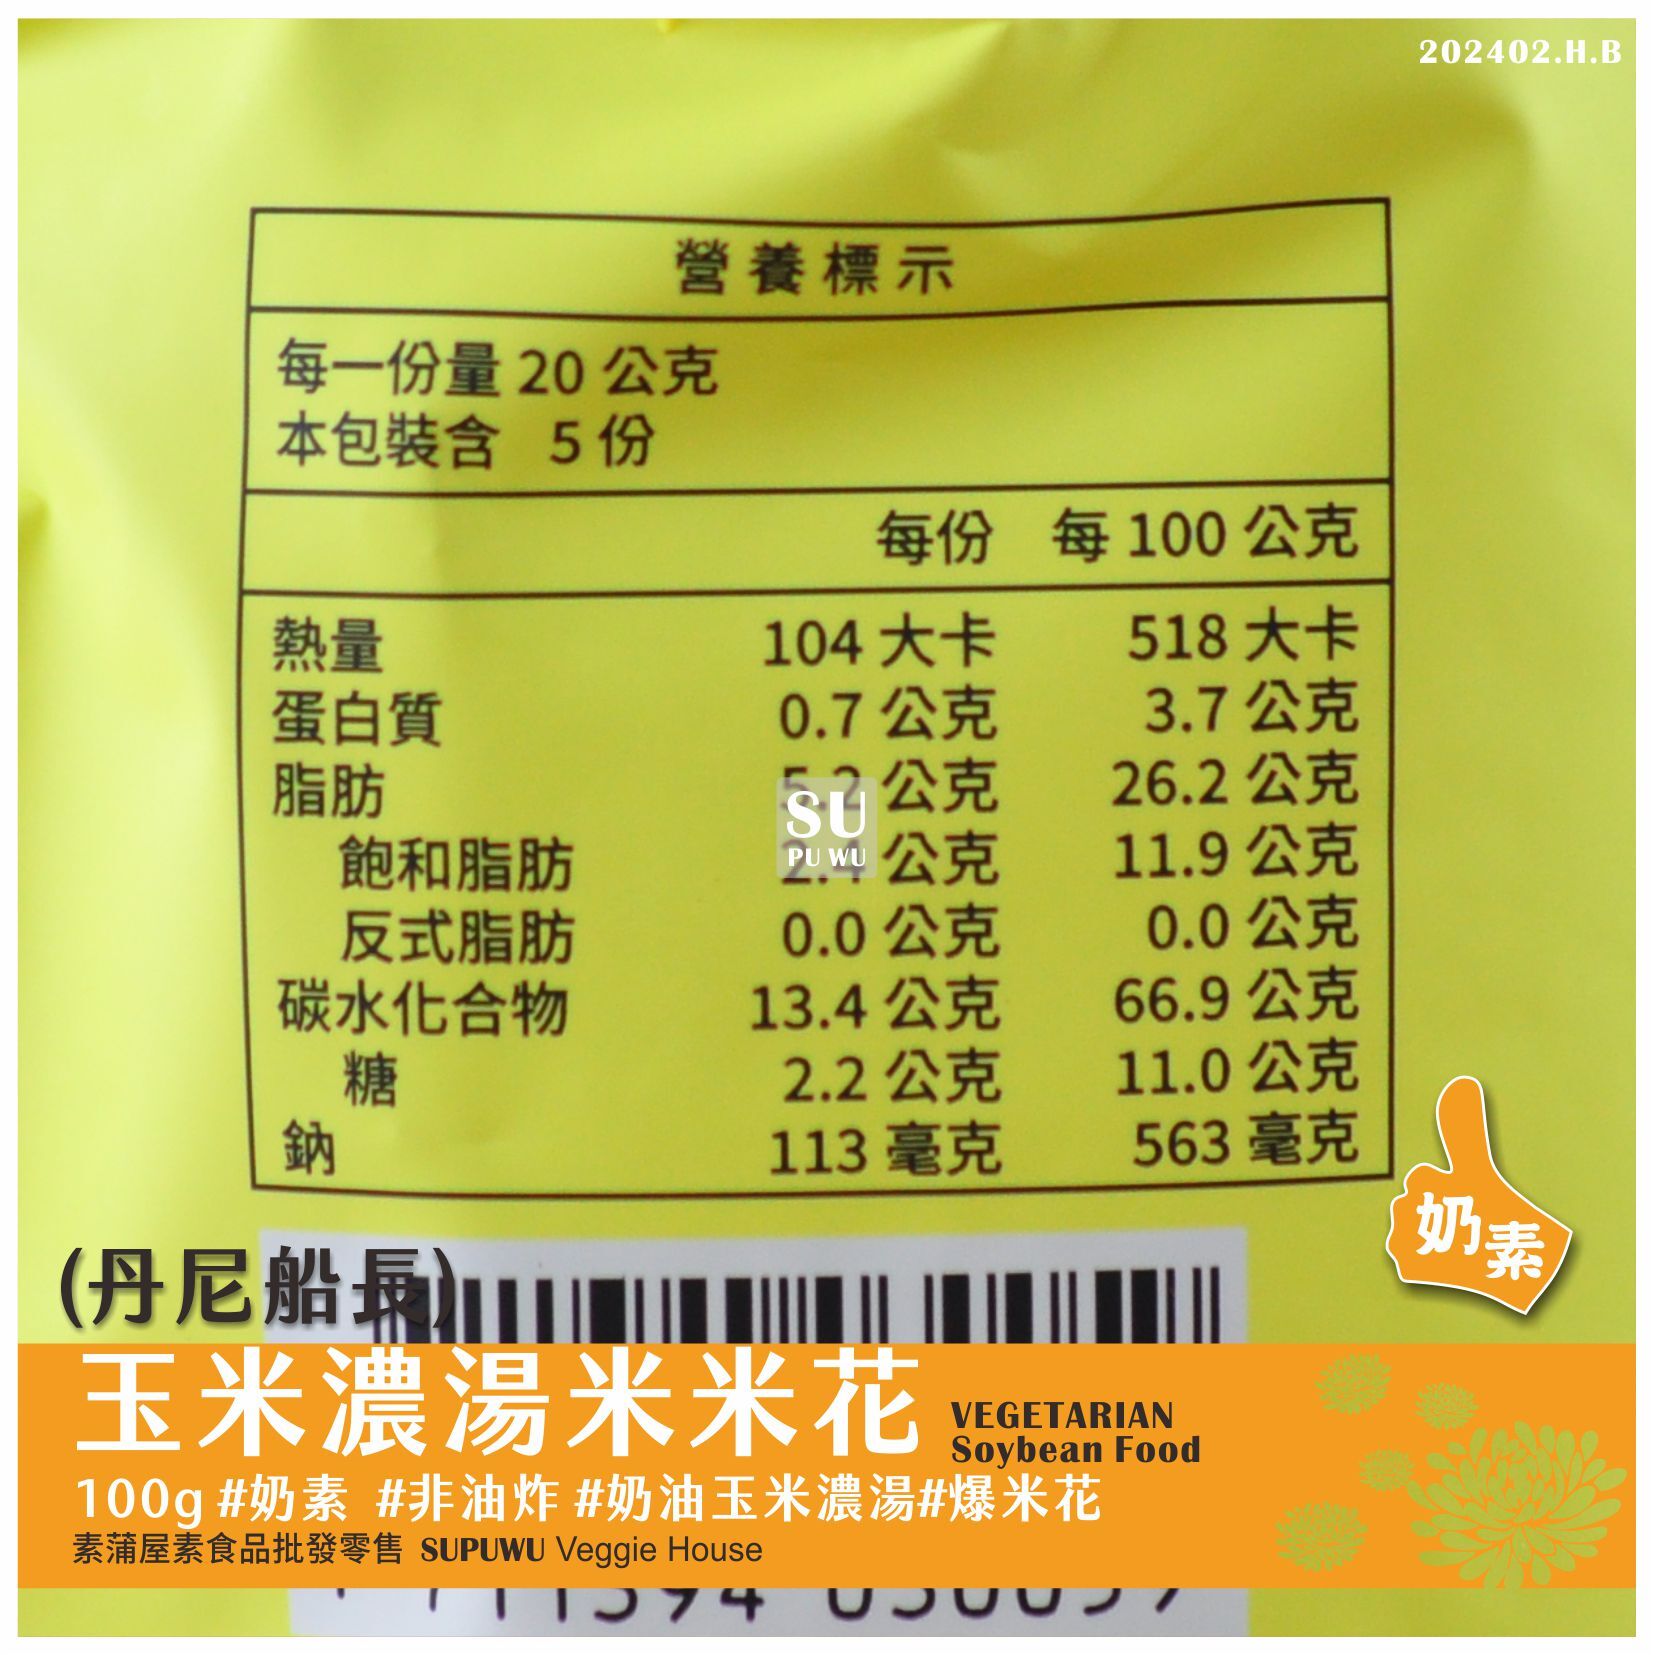 202402.H.B
營養標示
每一份量 20 公克
本包裝含 5 份
每份 每 100 公克
熱量 104 大卡 518 大卡
蛋白質 0.7 公克 3.7 公克
脂肪 5.2 公克 26.2 公克
飽和脂肪 2.4 公克 11.9 公克
反式脂肪 0.0 公克 0.0 公克
碳水化合物 13.4 公克 66.9 公克
糖 2.2 公克 11.0 公克
鈉 113 毫克 563 毫克
SU
PU WU
奶素
(丹尼船長)
玉米濃湯米米花
VEGETARIAN
Soybean Food
100g #奶素 #非油炸 #奶油玉米濃湯#爆米花
素蒲屋素食品批發零售 SUPUWU Veggie House